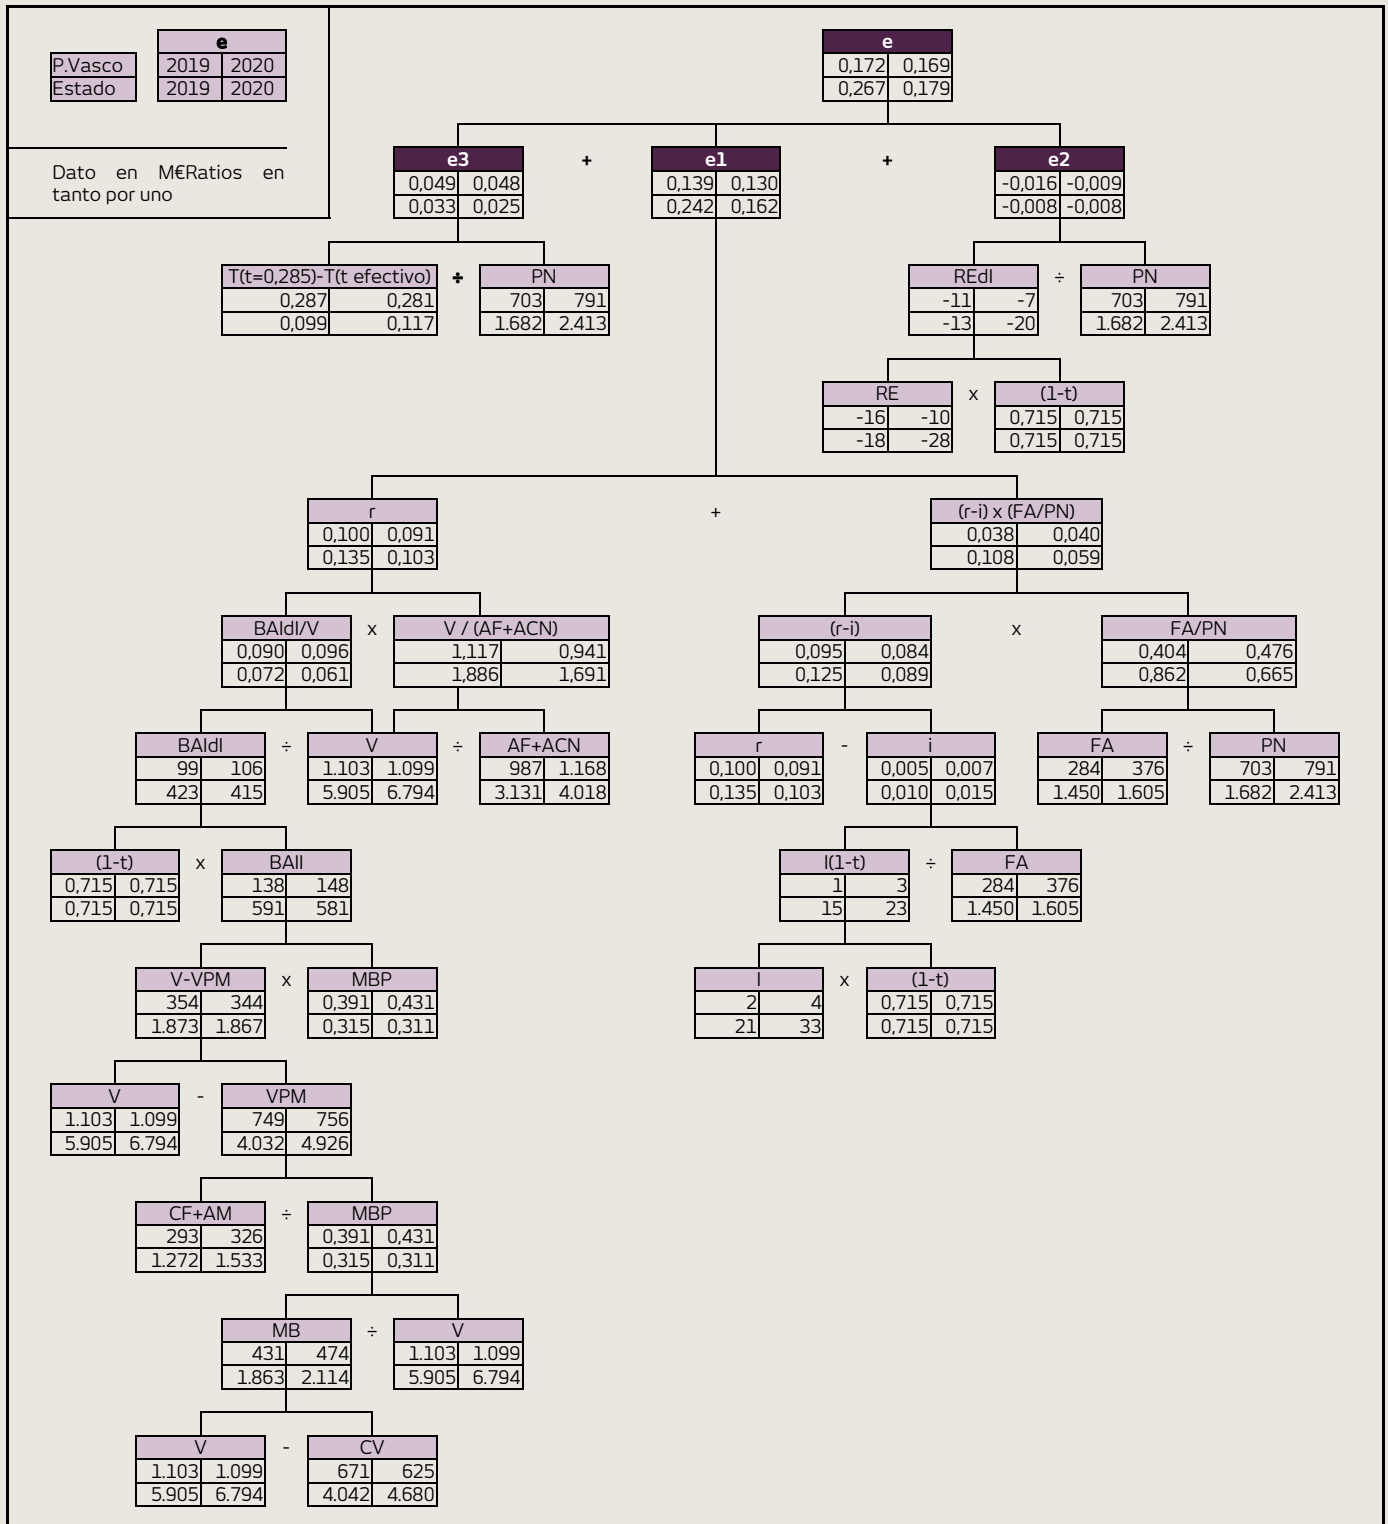 e
P.Vasco 2019 2020
Estado 2019 2020
Dato en M€Ratios en
tanto por uno
e
0,172 0,169
0,267 0,179
e3 + e1 + e2
0,049 0,048 0,139 0,130 -0,016 -0,009
0,033 0,025 0,242 0,162 -0,008 -0,008
T(t=0,285)-T(t efectivo) ÷ PN REdI ÷ PN
0,287 0,281 703 791 -11 -7 703 791
0,099 0,117 1.682 2.413 -13 -20 1.682 2.413
RE x (1-t)
-16 -10 0,715 0,715
-18 -28 0,715 0,715
r + (r-i) x (FA/PN)
0,100 0,091 0,038 0,040
0,135 0,103 0,108 0,059
BAIdI/V x V / (AF+ACN) (r-i) x FA/PN
0,090 0,096 1,117 0,941 0,095 0,084 0,404 0,476
0,072 0,061 1,886 1,691 0,125 0,089 0,862 0,665
BAIdI ÷ V ÷ AF+ACN r - i FA ÷ PN
99 106 1.103 1.099 987 1.168 0,100 0,091 0,005 0,007 284 376 703 791
423 415 5.905 6.794 3.131 4.018 0,135 0,103 0,010 0,015 1.450 1.605 1.682 2.413
(1-t) x BAII I(1-t) ÷ FA
0,715 0,715 138 148 1 3 284 376
0,715 0,715 591 581 15 23 1.450 1.605
V-VPM x MBP I x (1-t)
354 344 0,391 0,431 2 4 0,715 0,715
1.873 1.867 0,315 0,311 21 33 0,715 0,715
V - VPM
1.103 1.099 749 756
5.905 6.794 4.032 4.926
CF+AM ÷ MBP
293 326 0,391 0,431
1.272 1.533 0,315 0,311
MB ÷ V
431 474 1.103 1.099
1.863 2.114 5.905 6.794
V - CV
1.103 1.099 671 625
5.905 6.794 4.042 4.680